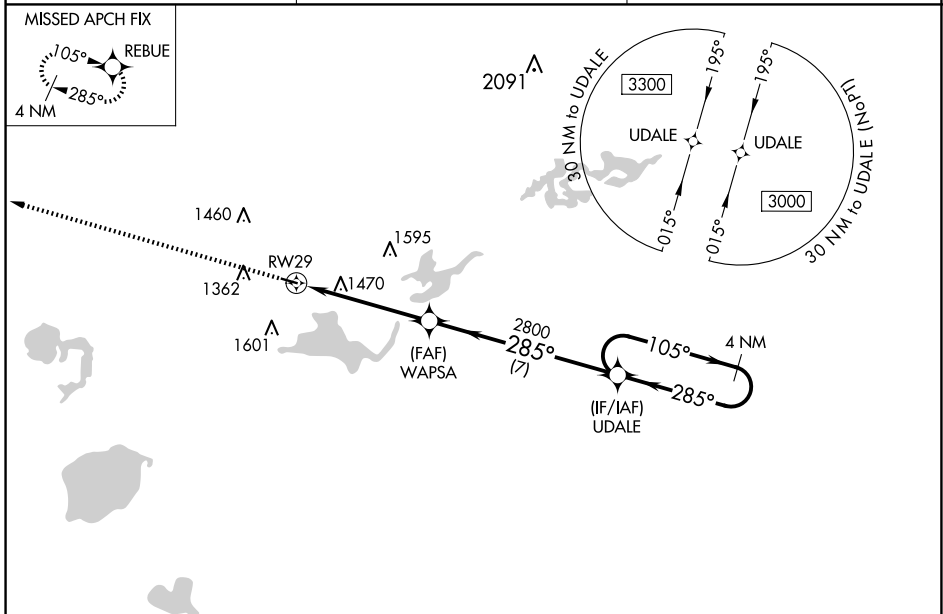 MISSED APCH FIX
105°
REBUE
285°
4 NM
2091
30 NM to UDALE
3300
195°
195°
UDALE
UDALE
015°
015°
3000
30 NM to UDALE (NoPT)
1460
1595
RW29
1362
1470
1601
(FAF)
WAPSA
2800
285°
(7)
105°
4 NM
285°
(IF/IAF)
UDALE